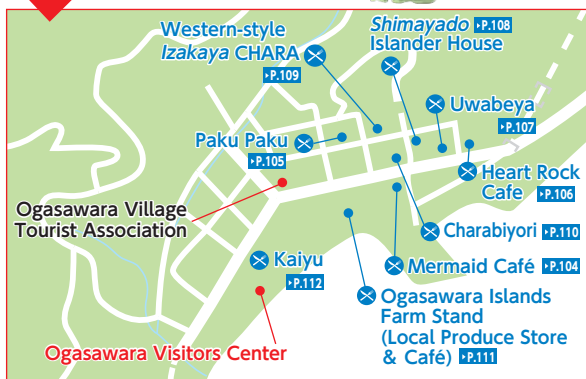 Western-style
Izakaya CHARA
▸P.109
Shimayado ▸P.108
Islander House
Uwabeya
▸P.107
Paku Paku
▸P.105
Heart Rock
Cafe ▸P.106
Ogasawara Village
Tourist Association
Charabiyori ▸P.110
Kaiyu
▸P.112
Mermaid Café ▸P.104
Ogasawara Islands
Farm Stand
(Local Produce Store
& Café) ▸P.111
Ogasawara Visitors Center